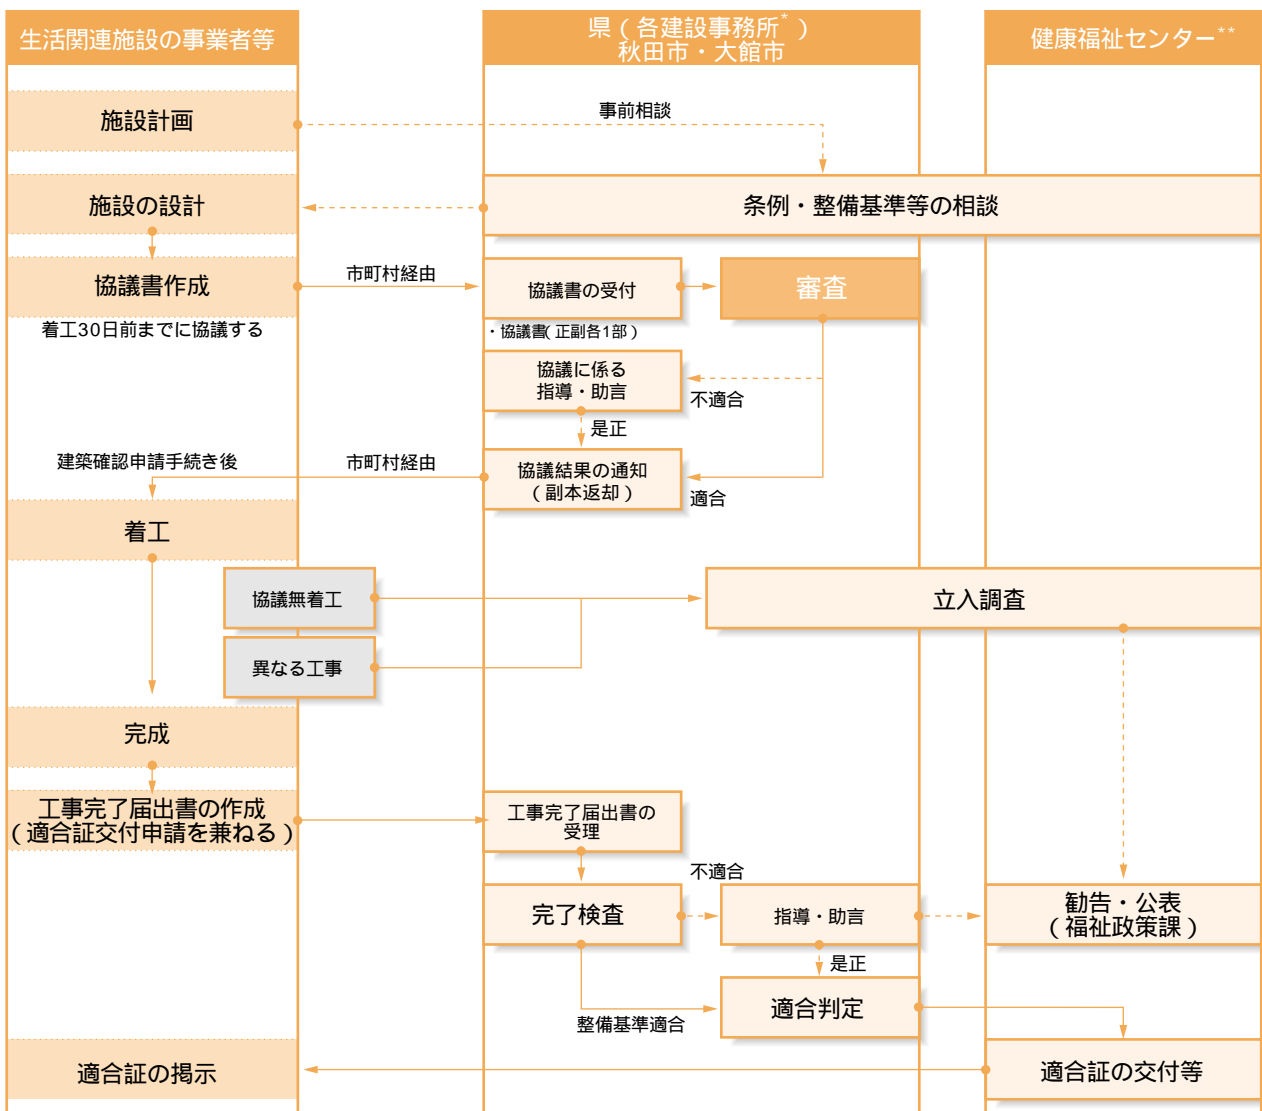 生活関連施設の事業者等
県(各建設事務所*)
秋田市・大館市
健康福祉センター**
施設計画
事前相談
施設の設計
条例・整備基準等の相談
協議書作成
市町村経由
協議書の受付
審査
着工30日前までに協議する
・協議書(正副各1部)
協議に係る
指導・助言
不適合
是正
建築確認申請手続き後
市町村経由
協議結果の通知
(副本返却)
適合
着工
協議無着工
立入調査
異なる工事
完成
工事完了届出書の作成
(適合証交付申請を兼ねる)
工事完了届出書の
受理
不適合
完了検査
指導・助言
勧告・公表
(福祉政策課)
是正
適合判定
整備基準適合
適合証の掲示
適合証の交付等